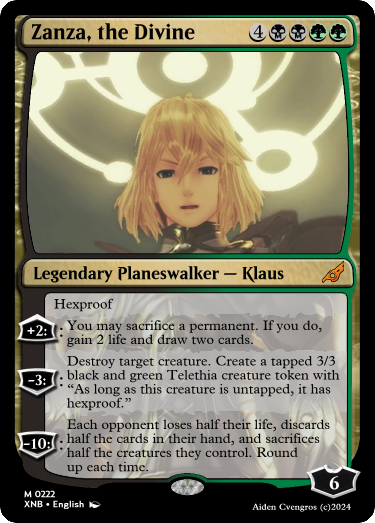 Zanza, the Divine 4
Legendary Planeswalker — Klaus
Hexproof
+2: You may sacrifice a permanent. If you do,
gain 2 life and draw two cards.
Destroy target creature. Create a tapped 3/3
-3: black and green Telethia creature token with
“As long as this creature is untapped, it has
hexproof.”
Each opponent loses half their life, discards
-10: half the cards in their hand, and sacrifices
half the creatures they control. Round
up each time.
6
M 0222
XNB • English Aiden Cvengros (c)2024